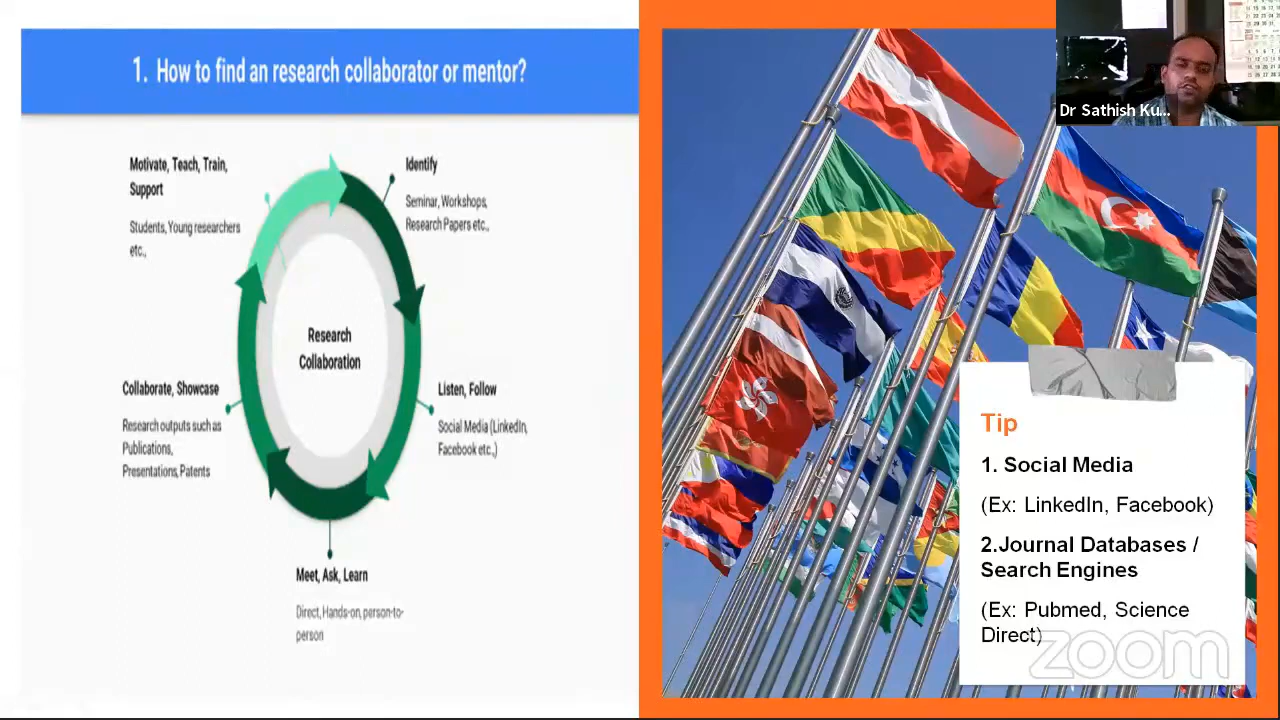 1. How to find an research collaborator or mentor?
Motivate, Teach, Train,
Support
Students, Young researchers
etc.,
Identify
Seminar, Workshops,
Research Papers etc.,
Research
Collaboration
Collaborate, Showcase
Research outputs such as
Publications,
Presentations, Patents
Listen, Follow
Social Media (LinkedIn,
Facebook etc.,)
Meet, Ask, Learn
Direct, Hands-on, person-to-
person
Dr Sathish Ku...
Tip
1. Social Media
(Ex: LinkedIn, Facebook)
2.Journal Databases /
Search Engines
(Ex: Pubmed, Science
Direct)
zoom